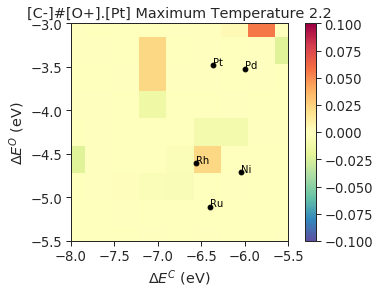 [C-]#[O+].[Pt] Maximum Temperature 2.2
−3.0
−3.5
−4.0
−4.5
−5.0
−5.5
ΔE^O (eV)
Pt
Pd
Rh
Ni
Ru
−8.0 −7.5 −7.0 −6.5 −6.0 −5.5
ΔE^C (eV)
0.100
0.075
0.050
0.025
0.000
−0.025
−0.050
−0.075
−0.100